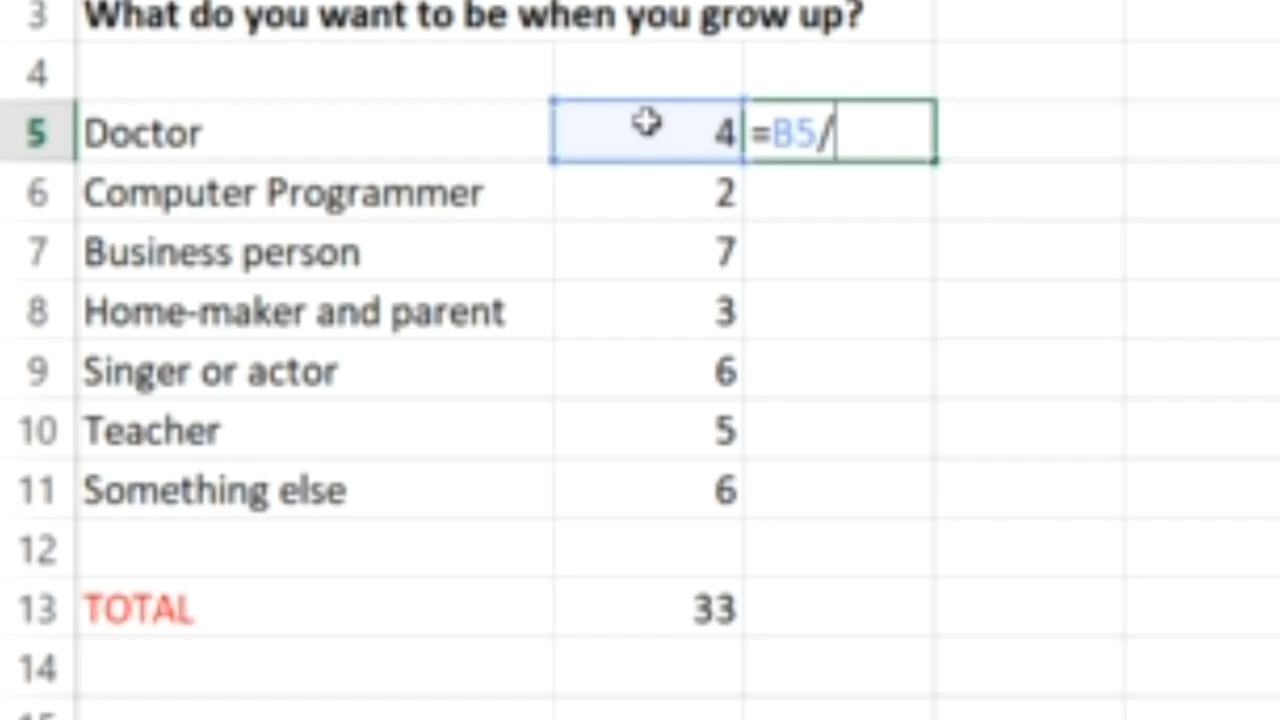 3 What do you want to be when you grow up?
4
5 Doctor 4 =B5/
6 Computer Programmer 2
7 Business person 7
8 Home-maker and parent 3
9 Singer or actor 6
10 Teacher 5
11 Something else 6
12
13 TOTAL 33
14